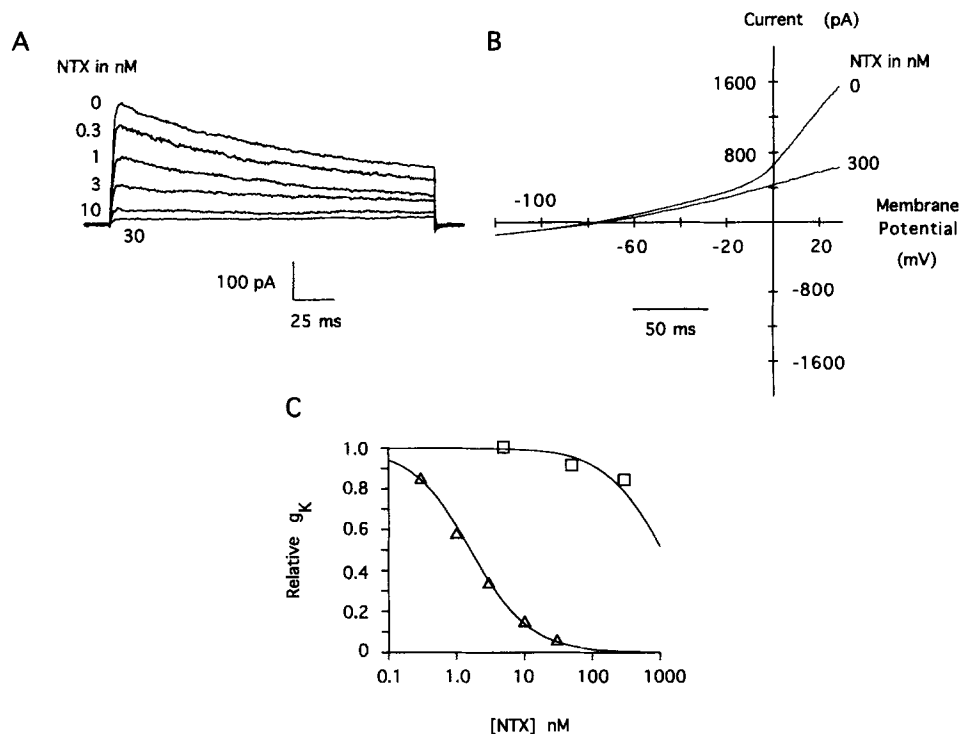 A
NTX in nM
0
0.3
1
3
10
30
100 pA
25 ms
B
Current (pA)
NTX in nM
1600
0
800
300
-100
-60
-20
20
Membrane
Potential
(mV)
-800
-1600
50 ms
C
1.0
0.8
0.6
0.4
0.2
0
Relative gK
0.1
1.0
10
100
1000
[NTX] nM